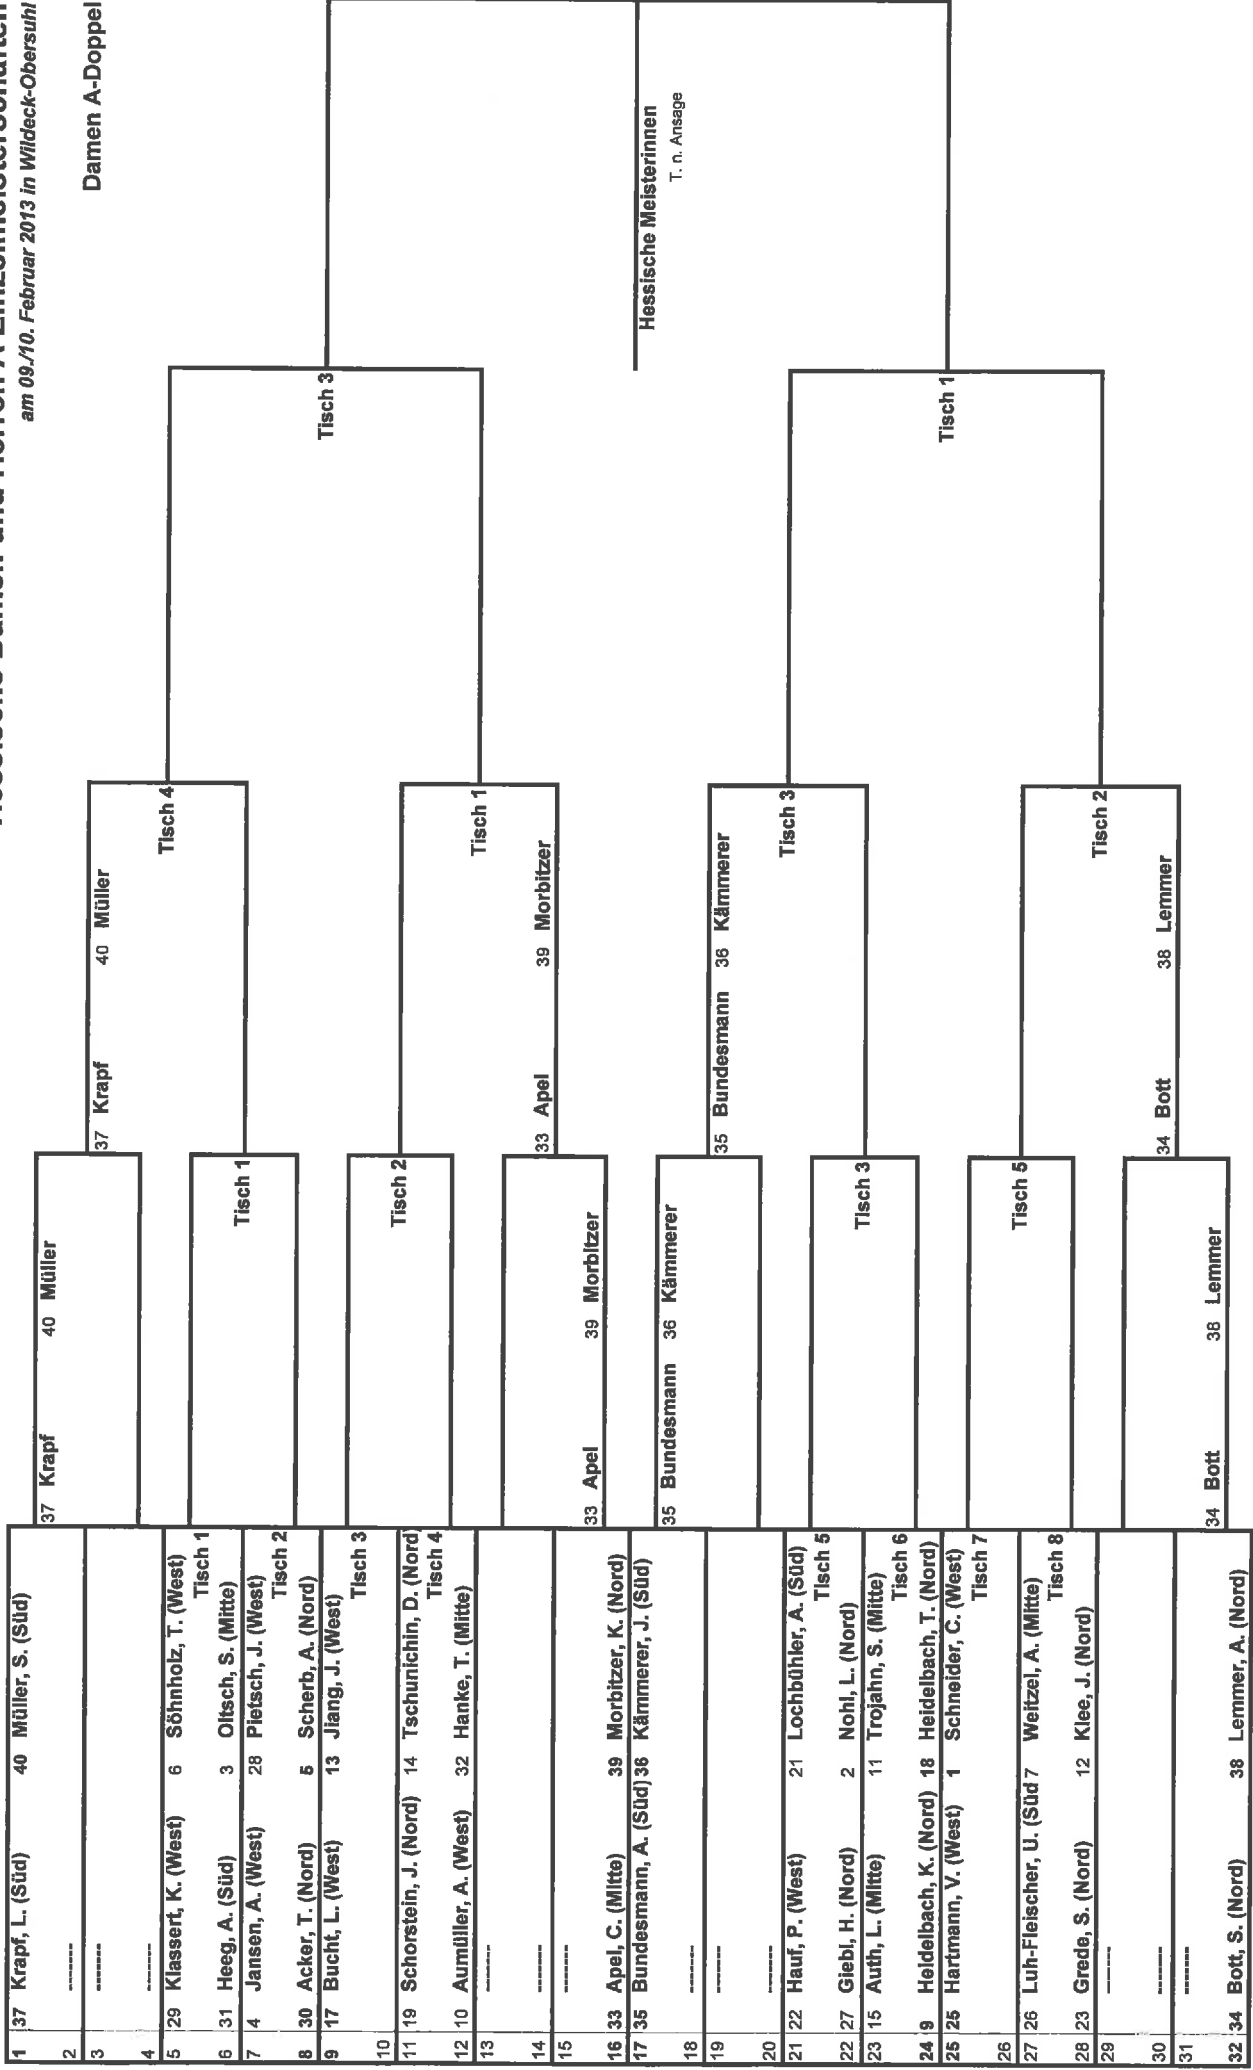 am 09./10. Februar 2013 in Wildeck-Obersuhl
Damen A-Doppel
1 37 Krapf, L. (Süd) 40 Müller, S. (Süd)
2 -------
3 -------
4 -------
5 29 Klassert, K. (West) 6 Söhnholz, T. (West)
Tisch 1
6 31 Heeg, A. (Süd) 3 Oltsch, S. (Mitte)
7 4 Jansen, A. (West) 28 Pietsch, J. (West)
Tisch 2
8 30 Acker, T. (Nord) 5 Scherb, A. (Nord)
9 17 Bucht, L. (West) 13 Jiang, J. (West)
Tisch 3
10
11 19 Schorstein, J. (Nord) 14 Tschunichin, D. (Nord)
Tisch 4
12 10 Aumüller, A. (West) 32 Hanke, T. (Mitte)
13 -------
14 -------
15 -------
16 33 Apel, C. (Mitte) 39 Morbitzer, K. (Nord)
17 35 Bundesmann, A. (Süd) 36 Kämmerer, J. (Süd)
18 -------
19 -------
20 -------
21 22 Hauf, P. (West) 21 Lochbühler, A. (Süd)
Tisch 5
22 27 Giebl, H. (Nord) 2 Nohl, L. (Nord)
23 15 Auth, L. (Mitte) 11 Trojahn, S. (Mitte)
Tisch 6
24 9 Heidelbach, K. (Nord) 18 Heidelbach, T. (Nord)
25 25 Hartmann, V. (West) 1 Schneider, C. (West)
Tisch 7
26
27 26 Luh-Fleischer, U. (Süd 7 Weitzel, A. (Mitte)
Tisch 8
28 23 Grede, S. (Nord) 12 Klee, J. (Nord)
29 -------
30 -------
31 -------
32 34 Bott, S. (Nord) 38 Lemmer, A. (Nord)
37 Krapf 40 Müller
Tisch 1
Tisch 2
33 Apel 39 Morbitzer
35 Bundesmann 36 Kämmerer
Tisch 3
Tisch 5
34 Bott 38 Lemmer
37 Krapf 40 Müller
Tisch 4
Tisch 1
33 Apel 39 Morbitzer
35 Bundesmann 36 Kämmerer
Tisch 3
Tisch 2
34 Bott 38 Lemmer
Tisch 3
Tisch 1
Hessische Meisterinnen
T. n. Ansage